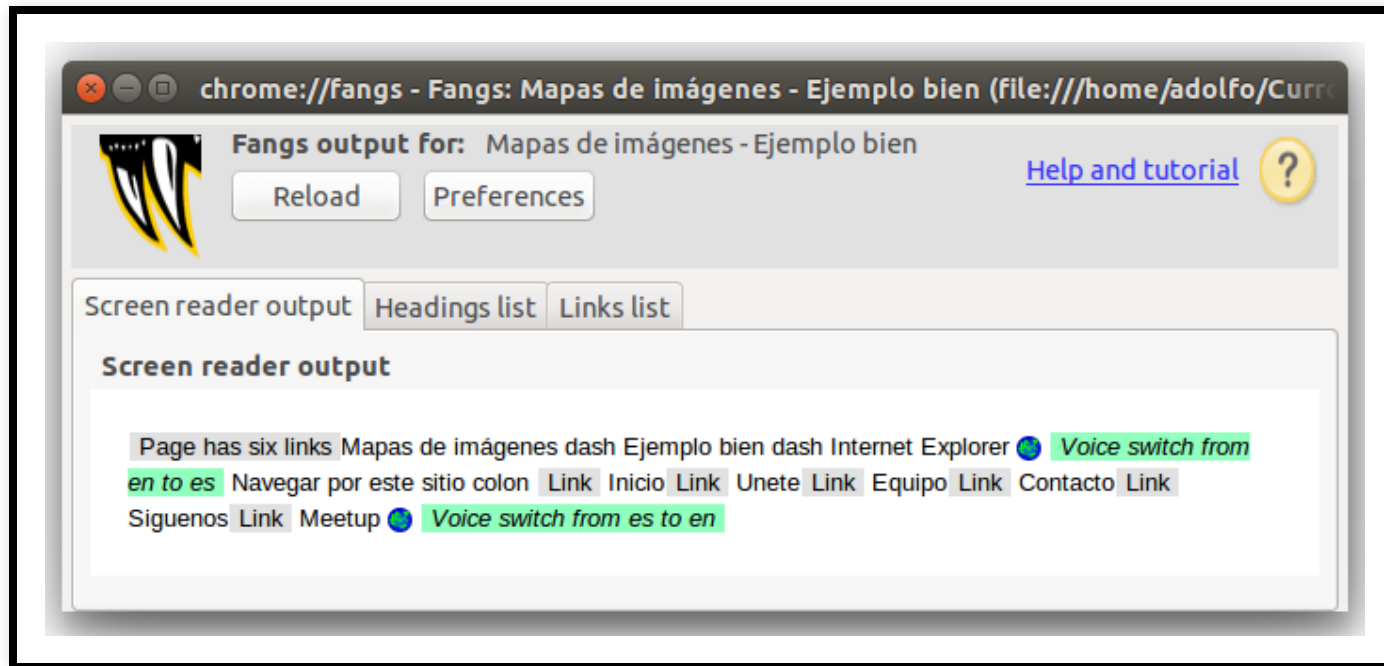 chrome://fangs - Fangs: Mapas de imágenes - Ejemplo bien (file:///home/adolfo/Curr
Fangs output for: Mapas de imágenes - Ejemplo bien
Reload Preferences
Help and tutorial ?
Screen reader output Headings list Links list
Screen reader output
Page has six links Mapas de imágenes dash Ejemplo bien dash Internet Explorer Voice switch from
en to es Navegar por este sitio colon Link Inicio Link Unete Link Equipo Link Contacto Link
Siguenos Link Meetup Voice switch from es to en